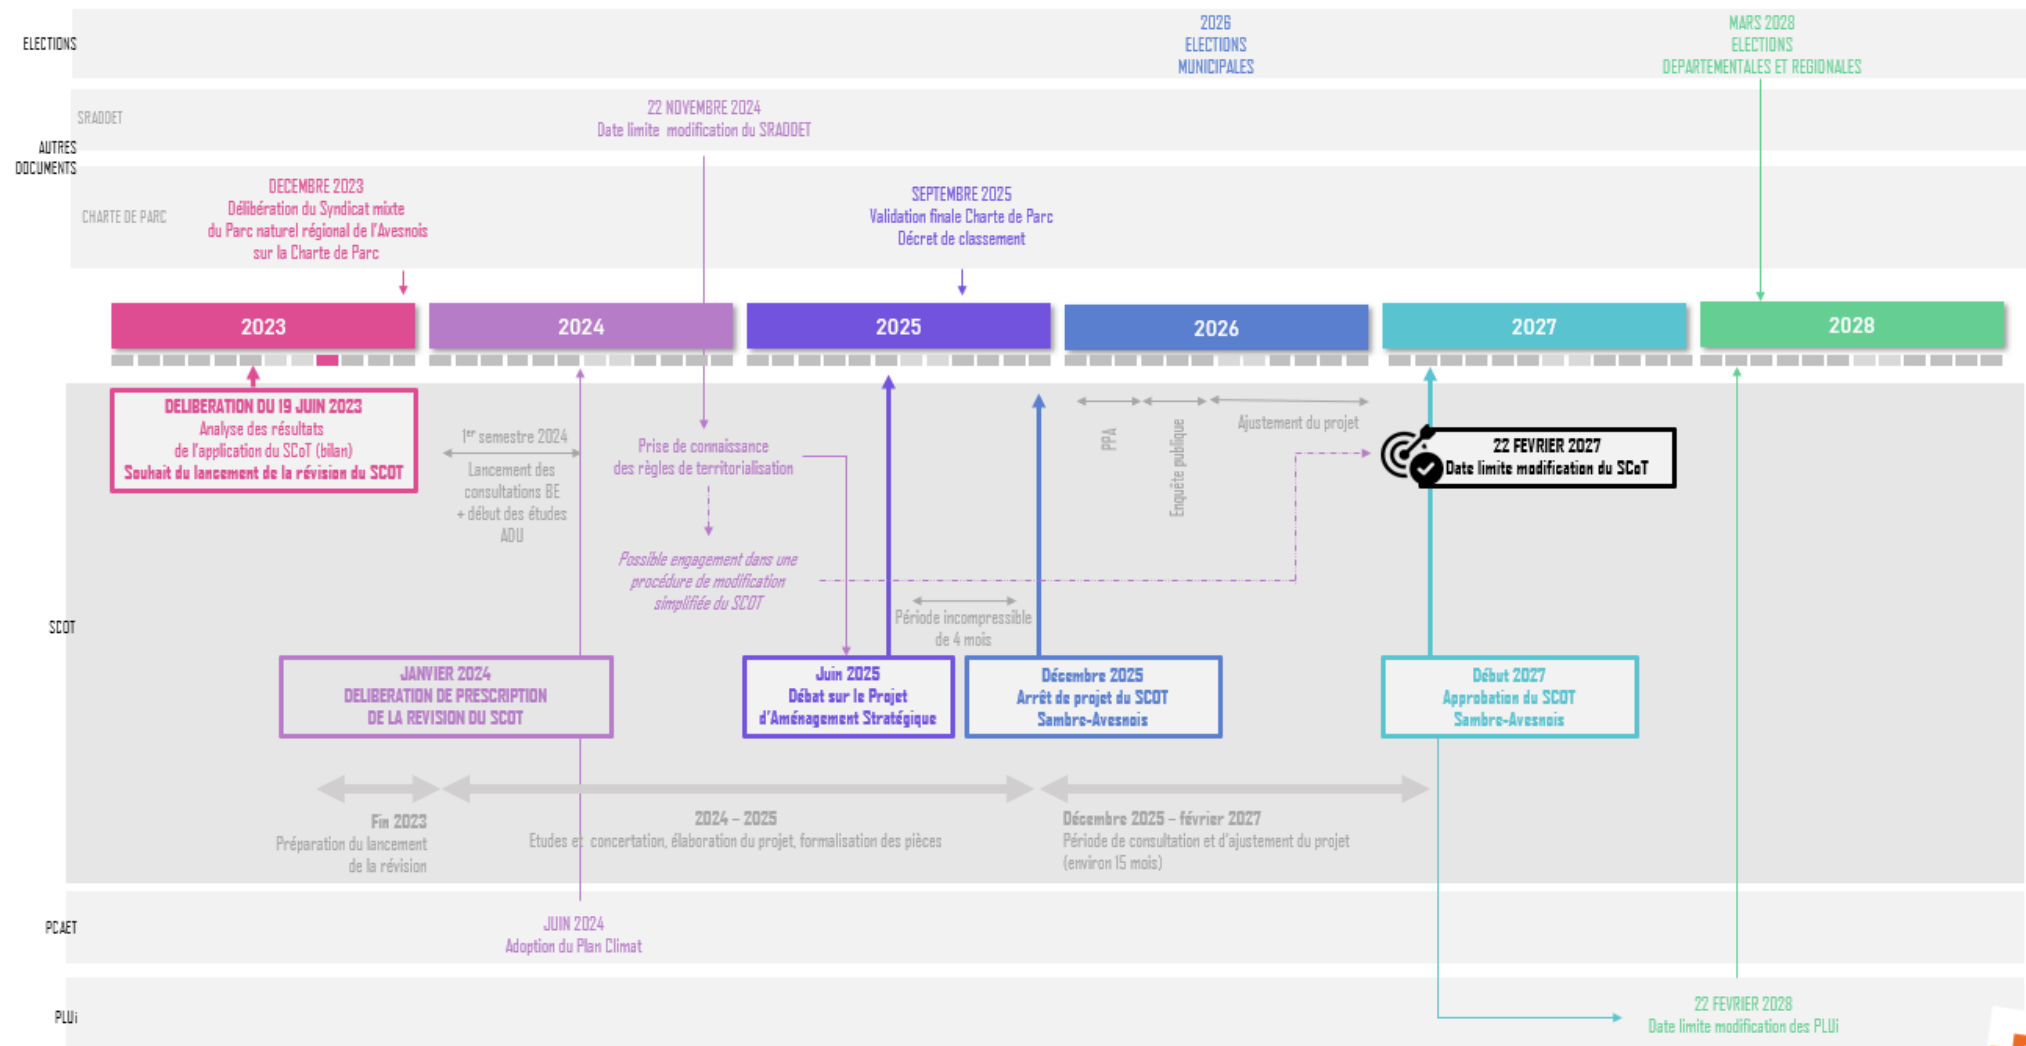 ELECTIONS
2026
ELECTIONS
MUNICIPALES
MARS 2028
ELECTIONS
DEPARTEMENTALES ET REGIONALES
AUTRES
DOCUMENTS
SRADDET
22 NOVEMBRE 2024
Date limite modification du SRADDET
CHARTE DE PARC
DECEMBRE 2023
Délibération du Syndicat mixte
du Parc naturel régional de l'Avesnois
sur la Charte de Parc
SEPTEMBRE 2025
Validation finale Charte de Parc
Décret de classement
2023
2024
2025
2026
2027
2028
SCOT
DELIBERATION DU 19 JUIN 2023
Analyse des résultats
de l'application du SCoT (bilan)
Souhait du lancement de la révision du SCOT
1er semestre 2024
Lancement des
consultations BE
+ début des études
ADU
Prise de connaissance
des règles de territorialisation
Possible engagement dans une
procédure de modification
simplifiée du SCOT
Période incompressible
de 4 mois
PPA
Enquête publique
Ajustement du projet
22 FEVRIER 2027
Date limite modification du SCoT
JANVIER 2024
DELIBERATION DE PRESCRIPTION
DE LA REVISION DU SCOT
Juin 2025
Débat sur le Projet
d'Aménagement Stratégique
Décembre 2025
Arrêt de projet du SCOT
Sambre-Avesnois
Début 2027
Approbation du SCOT
Sambre-Avesnois
Fin 2023
Préparation du lancement
de la révision
2024 – 2025
Etudes et concertation, élaboration du projet, formalisation des pièces
Décembre 2025 – février 2027
Période de consultation et d'ajustement du projet
(environ 15 mois)
PCAET
JUIN 2024
Adoption du Plan Climat
PLUi
22 FEVRIER 2028
Date limite modification des PLUi